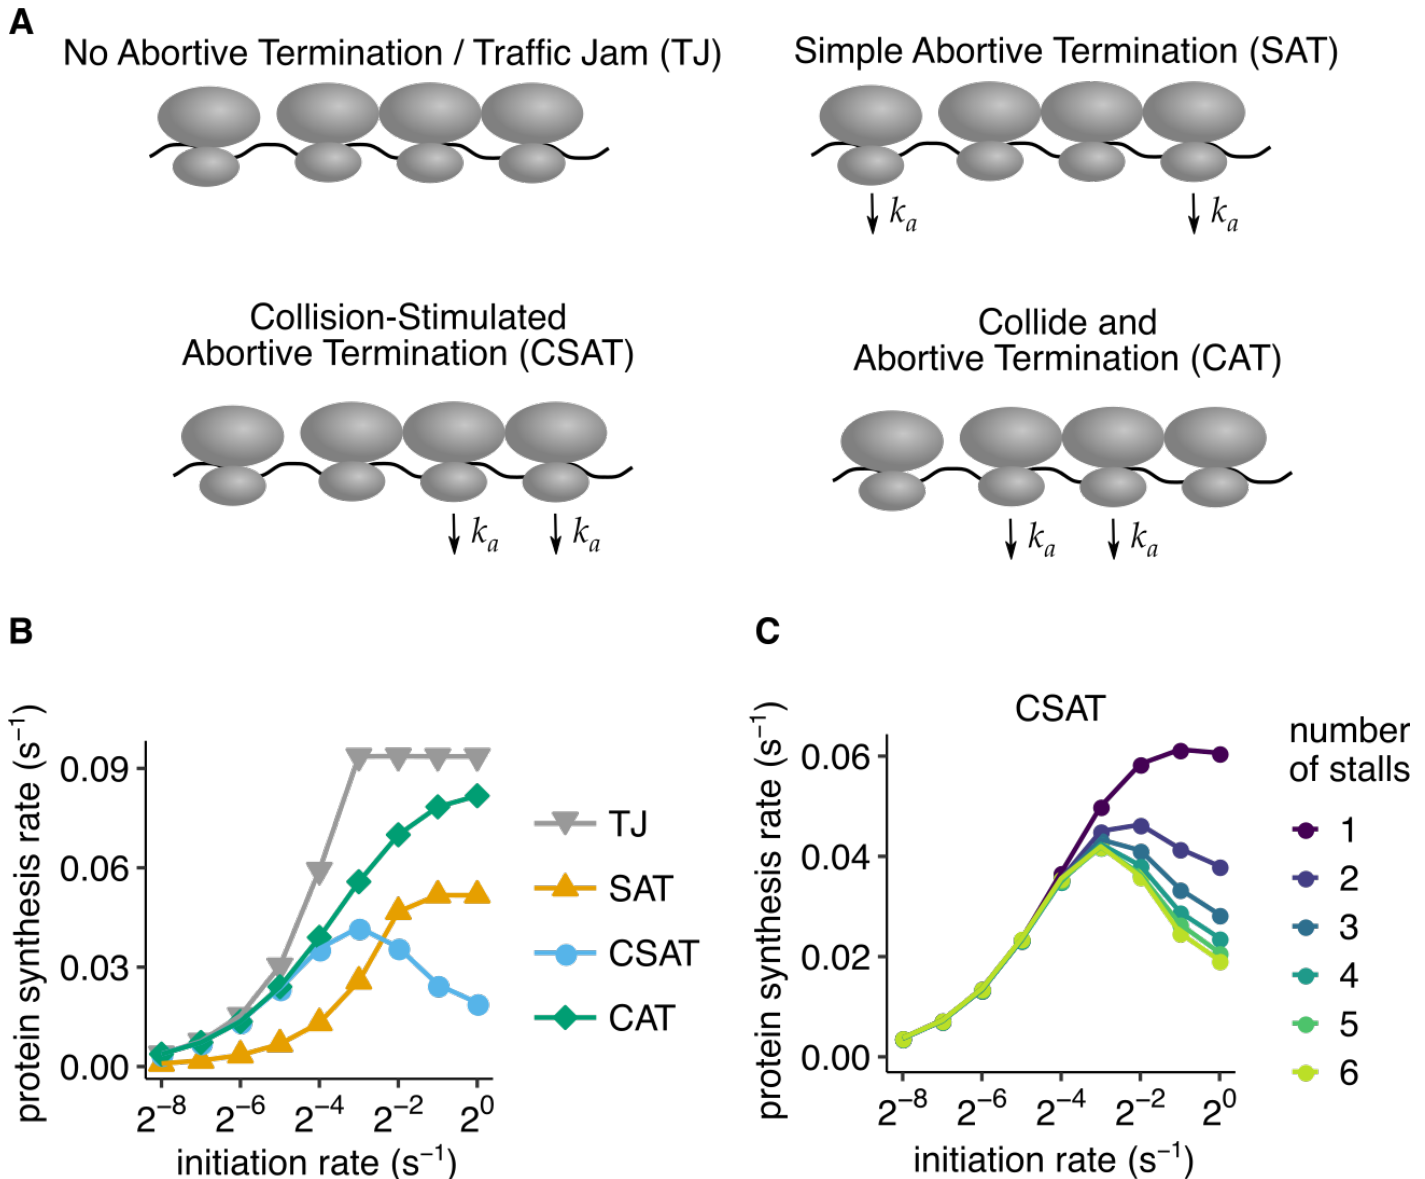 A
No Abortive Termination / Traffic Jam (TJ)
Simple Abortive Termination (SAT)
kₐ
kₐ
Collision-Stimulated
Abortive Termination (CSAT)
kₐ
kₐ
Collide and
Abortive Termination (CAT)
kₐ
kₐ
B
protein synthesis rate (s⁻¹)
0.09
0.06
0.03
0.00
2⁻⁸
2⁻⁶
2⁻⁴
2⁻²
2⁰
initiation rate (s⁻¹)
TJ
SAT
CSAT
CAT
C
CSAT
protein synthesis rate (s⁻¹)
0.06
0.04
0.02
0.00
2⁻⁸
2⁻⁶
2⁻⁴
2⁻²
2⁰
initiation rate (s⁻¹)
number
of stalls
1
2
3
4
5
6